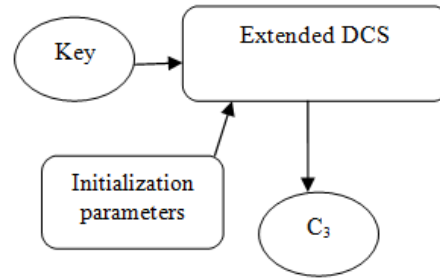 Key
Extended DCS
Initialization
parameters
C₃